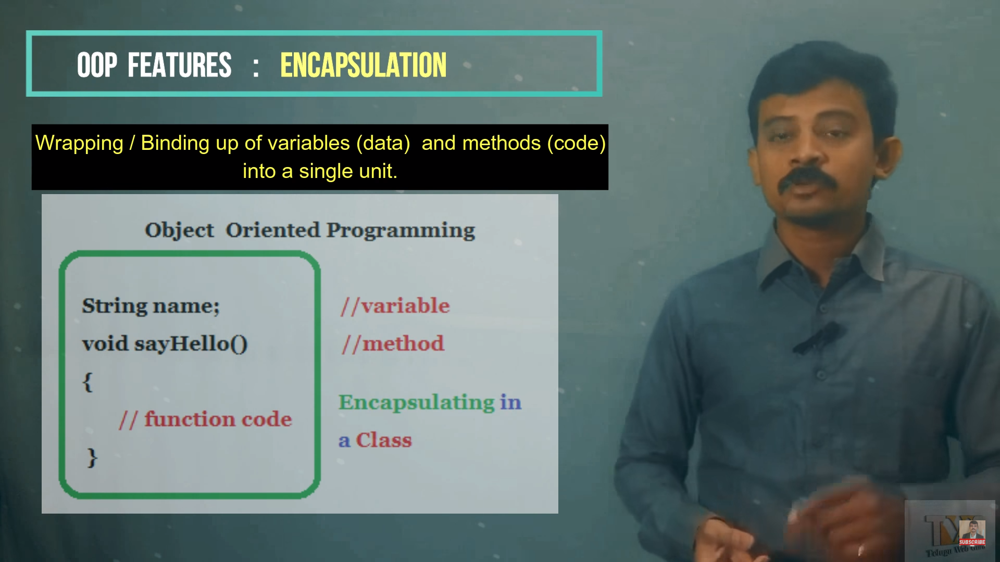 OOP FEATURES : ENCAPSULATION
Wrapping / Binding up of variables (data) and methods (code)
into a single unit.
Object Oriented Programming
String name; //variable
void sayHello() //method
{
Encapsulating in
// function code
a Class
}
SUBSCRIBE
Telugu Web Guru